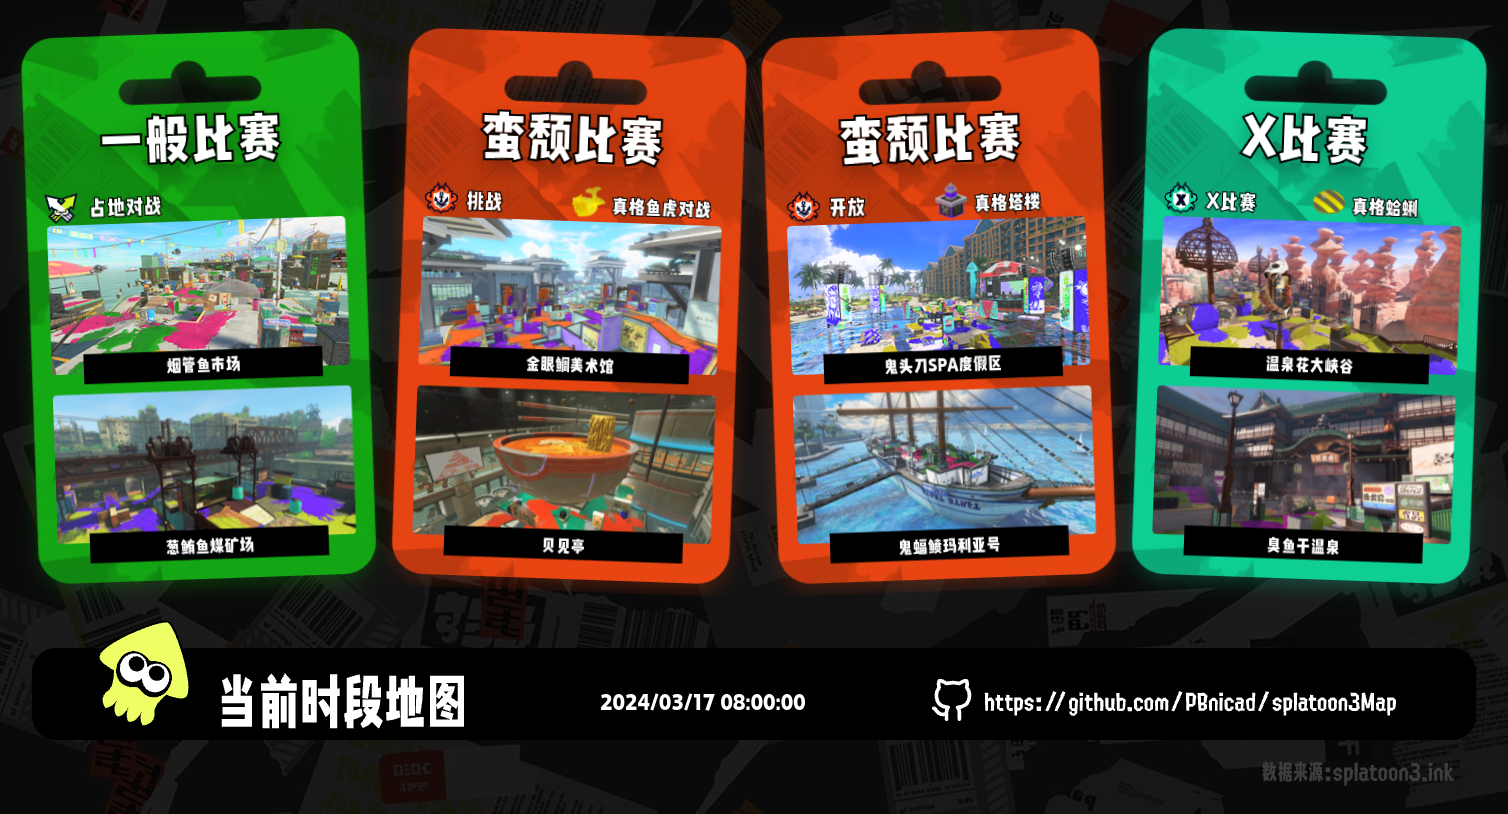 一般比赛
占地对战
烟管鱼市场
葱鲔鱼煤矿场
蛮颓比赛
挑战
真格鱼虎对战
金眼鲷美术馆
贝见亭
蛮颓比赛
开放
真格塔楼
鬼头刀SPA度假区
鬼蝠鲼玛利亚号
X比赛
X比赛
真格蛤蜊
温泉花大峡谷
臭鱼干温泉
当前时段地图
2024/03/17 08:00:00
https://github.com/PBnicad/splatoon3Map
数据来源:splatoon3.ink